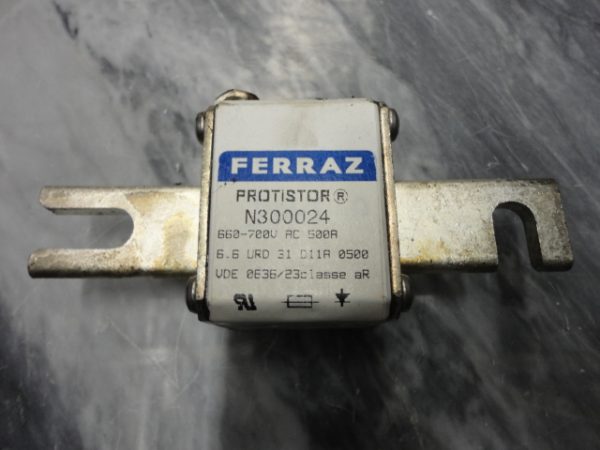 FERRAZ
PROTISTOR®
N300024
660-700V AC 500A
6.6 URD 31 D11A 0500
VDE 0636/23classe aR